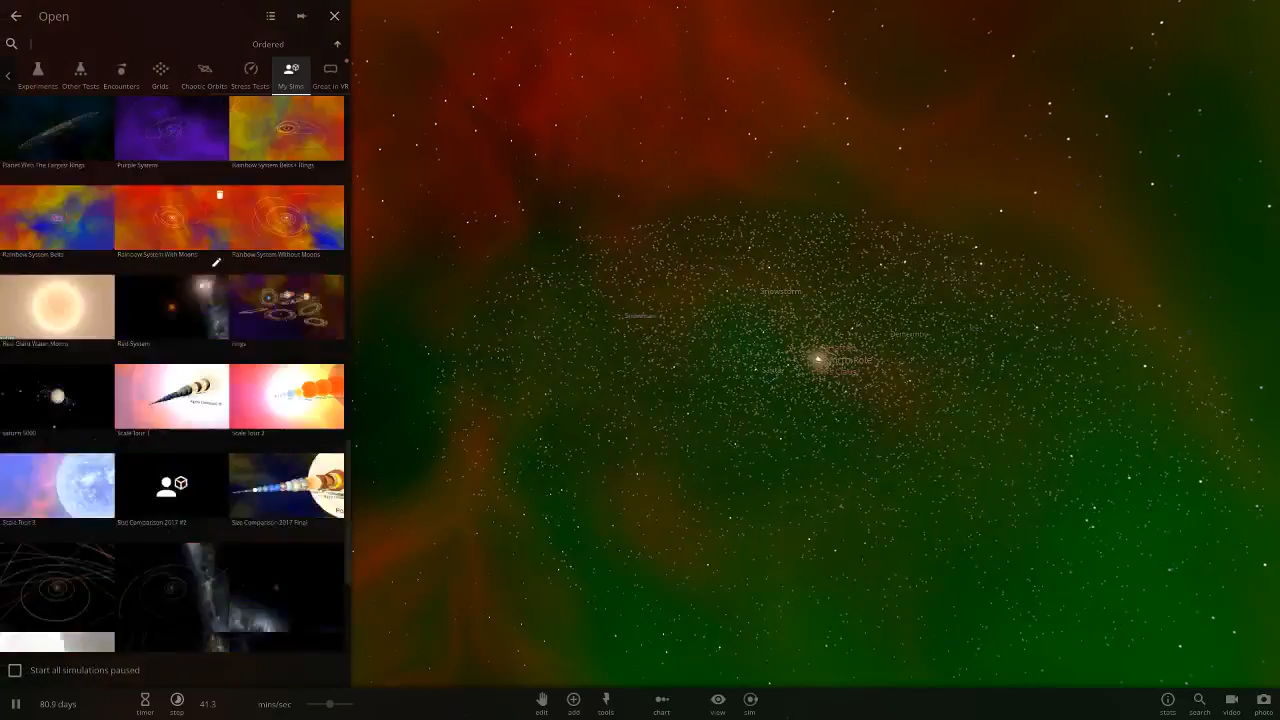 Open
Ordered
Experiments Other Tests Encounters Grids Chaotic Orbits Stress Tests My Sims Great in VR
Planet With The Largest Rings Purple System Rainbow System Belts+ Rings
Rainbow System Belts Rainbow System With Moons Rainbow System Without Moons
Red Giant Water Moons Red System rings
saturn 5000 Scale Tour 1 Scale Tour 2
Size Comparison 2017 #2 Size Comparison 2017 Final
Start all simulations paused
Snowstorm
Snowman
80.9 days timer step 41.3 mins/sec edit add tools chart view sim stats search video photo